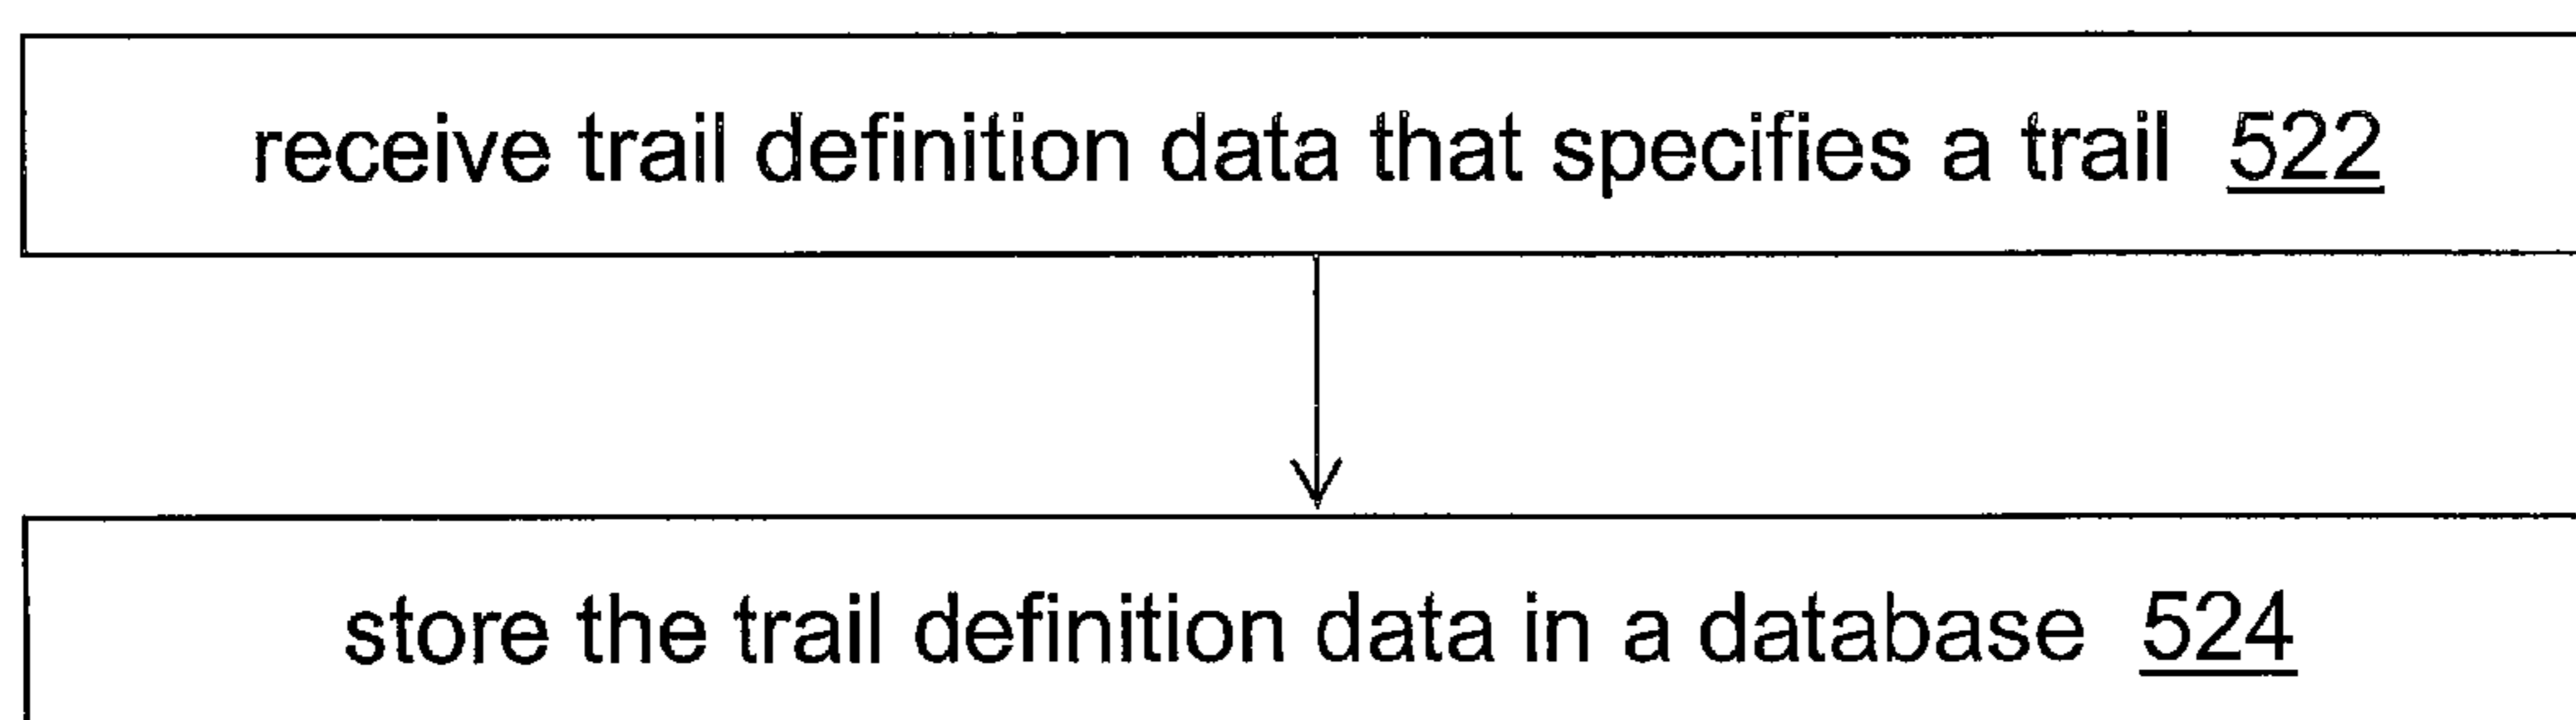 receive trail definition data that specifies a trail 522
store the trail definition data in a database 524